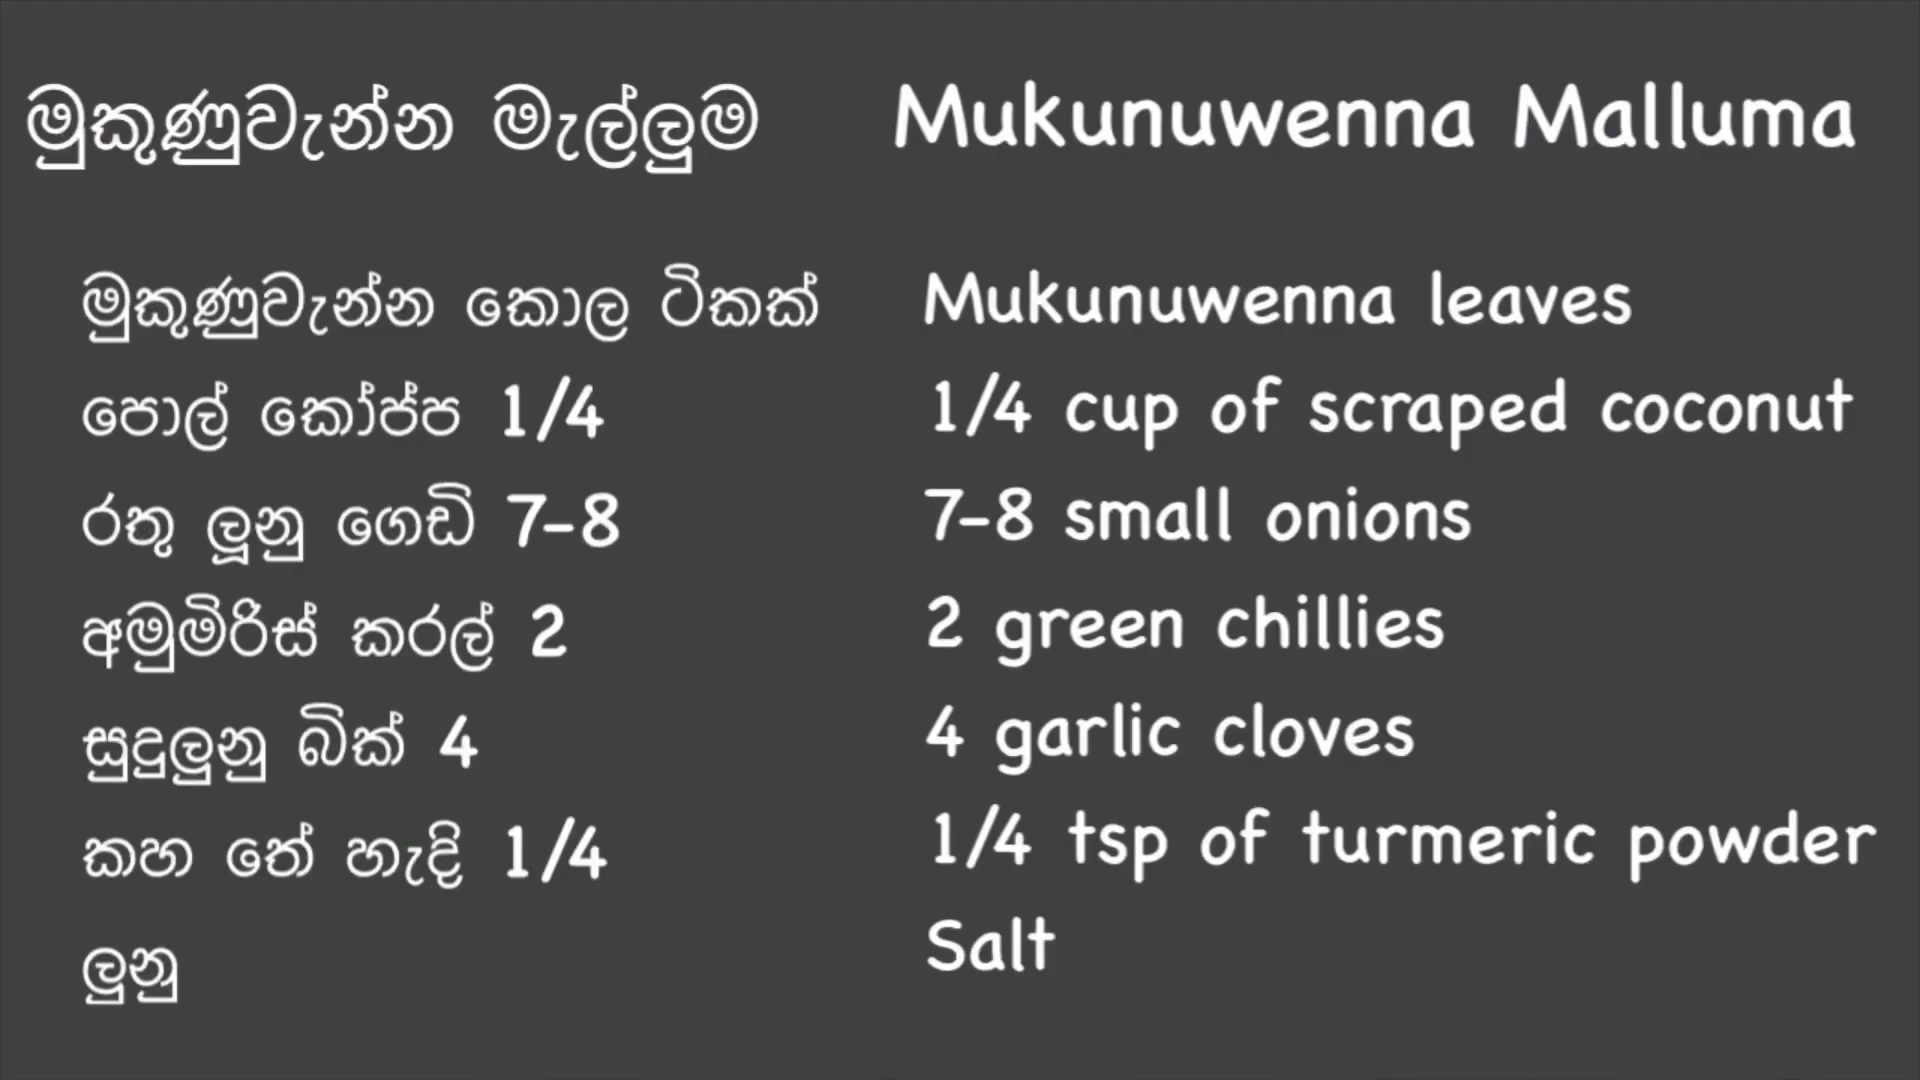 මුකුණුවැන්න මැල්ලුම
මුකුණුවැන්න කොල ටිකක්
පොල් කෝප්ප 1/4
රතු ලූනු ගෙඩි 7-8
අමුමිරිස් කරල් 2
සුදුලුනු බික් 4
කහ තේ හැදි 1/4
ලුනු
Mukunuwenna Malluma
Mukunuwenna leaves
1/4 cup of scraped coconut
7-8 small onions
2 green chillies
4 garlic cloves
1/4 tsp of turmeric powder
Salt